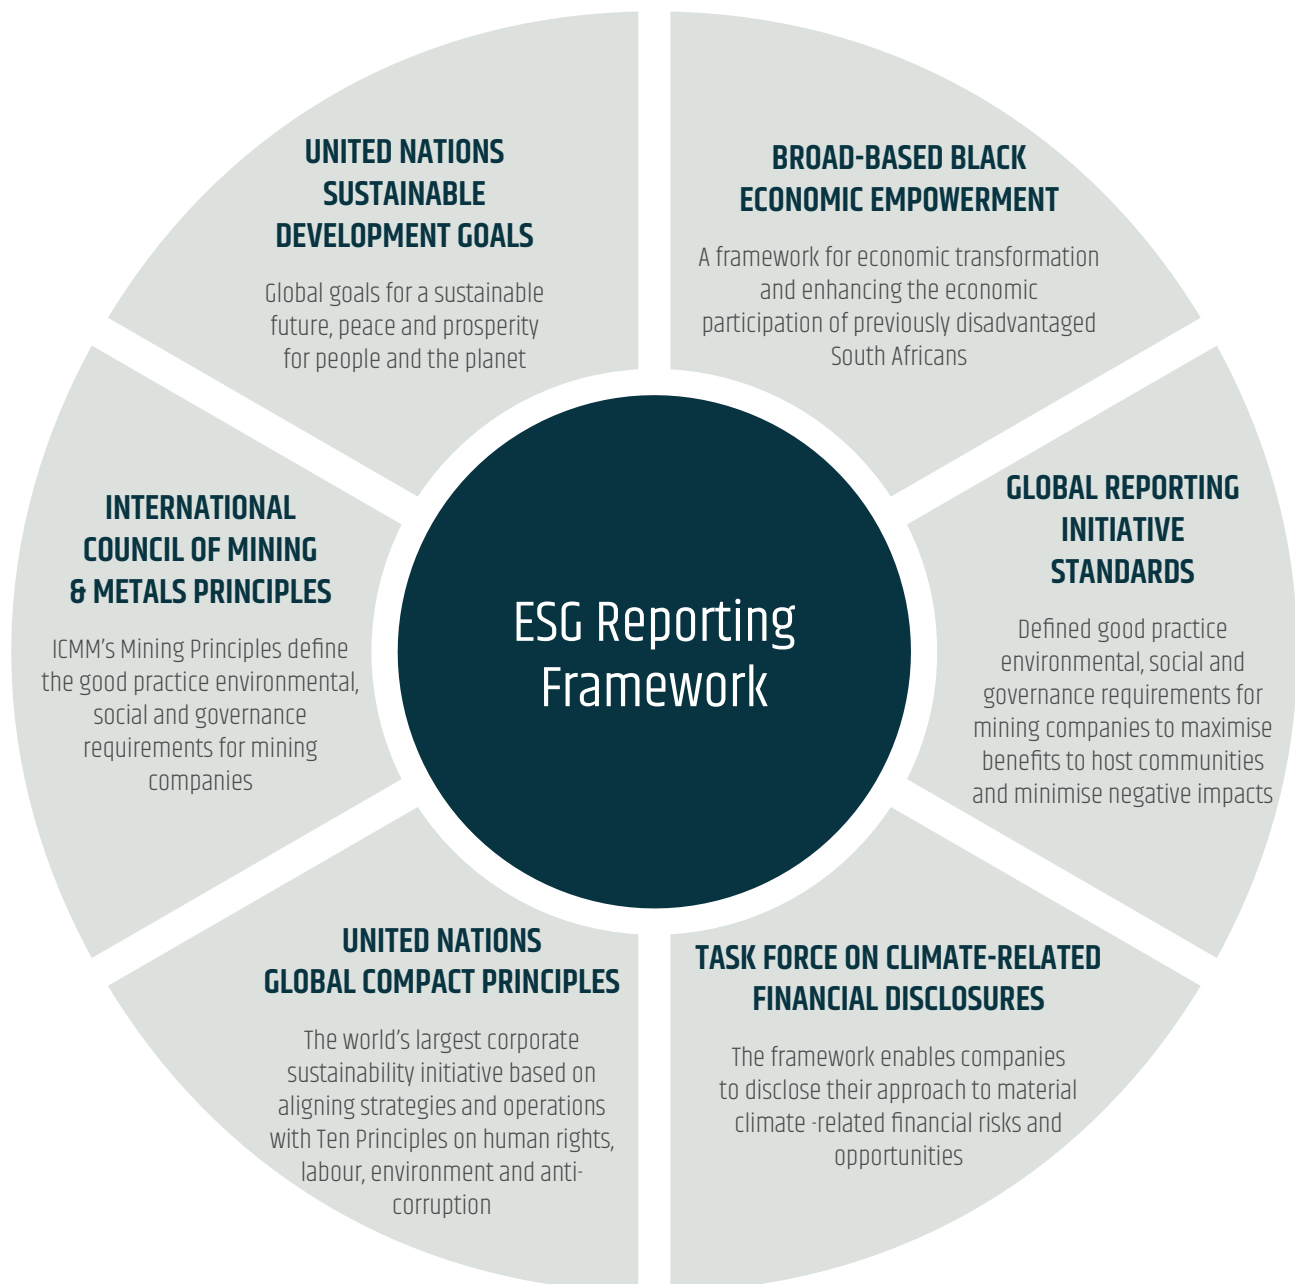 UNITED NATIONS
SUSTAINABLE
DEVELOPMENT GOALS
Global goals for a sustainable
future, peace and prosperity
for people and the planet
BROAD-BASED BLACK
ECONOMIC EMPOWERMENT
A framework for economic transformation
and enhancing the economic
participation of previously disadvantaged
South Africans
INTERNATIONAL
COUNCIL OF MINING
& METALS PRINCIPLES
ICMM’s Mining Principles define
the good practice environmental,
social and governance
requirements for mining
companies
ESG Reporting
Framework
GLOBAL REPORTING
INITIATIVE
STANDARDS
Defined good practice
environmental, social and
governance requirements for
mining companies to maximise
benefits to host communities
and minimise negative impacts
UNITED NATIONS
GLOBAL COMPACT PRINCIPLES
The world’s largest corporate
sustainability initiative based on
aligning strategies and operations
with Ten Principles on human rights,
labour, environment and anti-
corruption
TASK FORCE ON CLIMATE-RELATED
FINANCIAL DISCLOSURES
The framework enables companies
to disclose their approach to material
climate -related financial risks and
opportunities